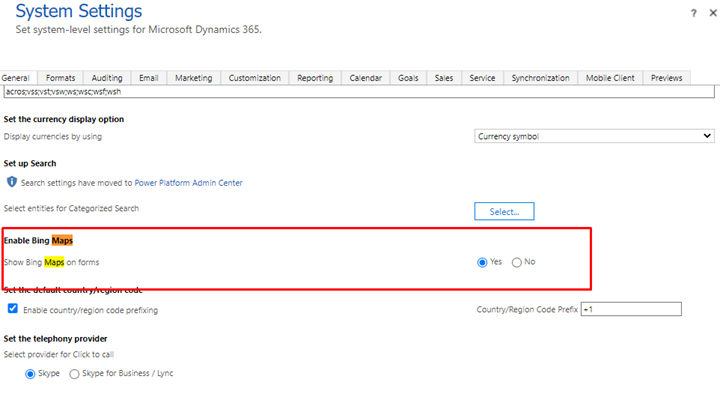 System Settings
? ×
Set system-level settings for Microsoft Dynamics 365.
General Formats Auditing Email Marketing Customization Reporting Calendar Goals Sales Service Synchronization Mobile Client Previews
acros;vss;vst;vsw;ws;wsc;wsf;wsh
Set the currency display option
Display currencies by using Currency symbol
Set up Search
Search settings have moved to Power Platform Admin Center
Select entities for Categorized Search Select...
Enable Bing Maps
Show Bing Maps on forms Yes No
Set the default country/region code
Enable country/region code prefixing Country/Region Code Prefix +1
Set the telephony provider
Select provider for Click to call
Skype Skype for Business / Lync